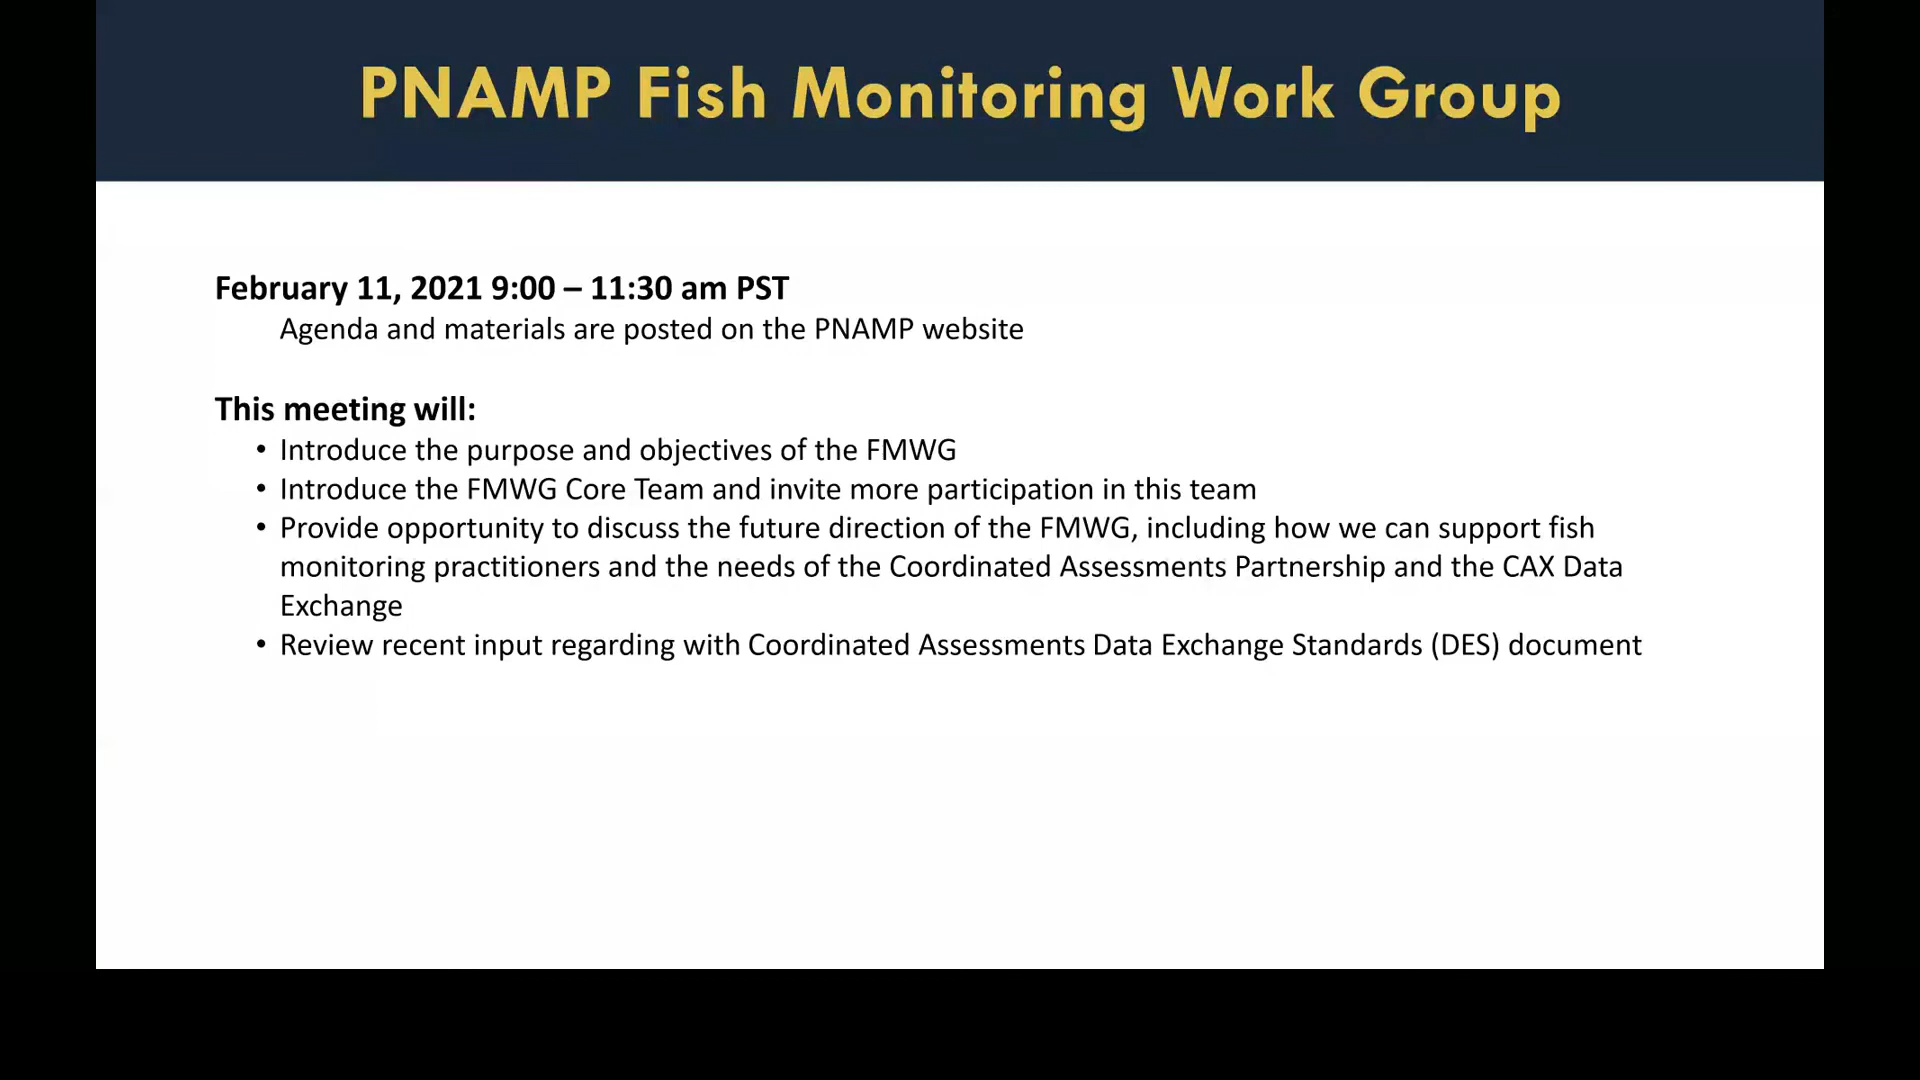 PNAMP Fish Monitoring Work Group
February 11, 2021 9:00 – 11:30 am PST
Agenda and materials are posted on the PNAMP website
This meeting will:
• Introduce the purpose and objectives of the FMWG
• Introduce the FMWG Core Team and invite more participation in this team
• Provide opportunity to discuss the future direction of the FMWG, including how we can support fish
monitoring practitioners and the needs of the Coordinated Assessments Partnership and the CAX Data
Exchange
• Review recent input regarding with Coordinated Assessments Data Exchange Standards (DES) document